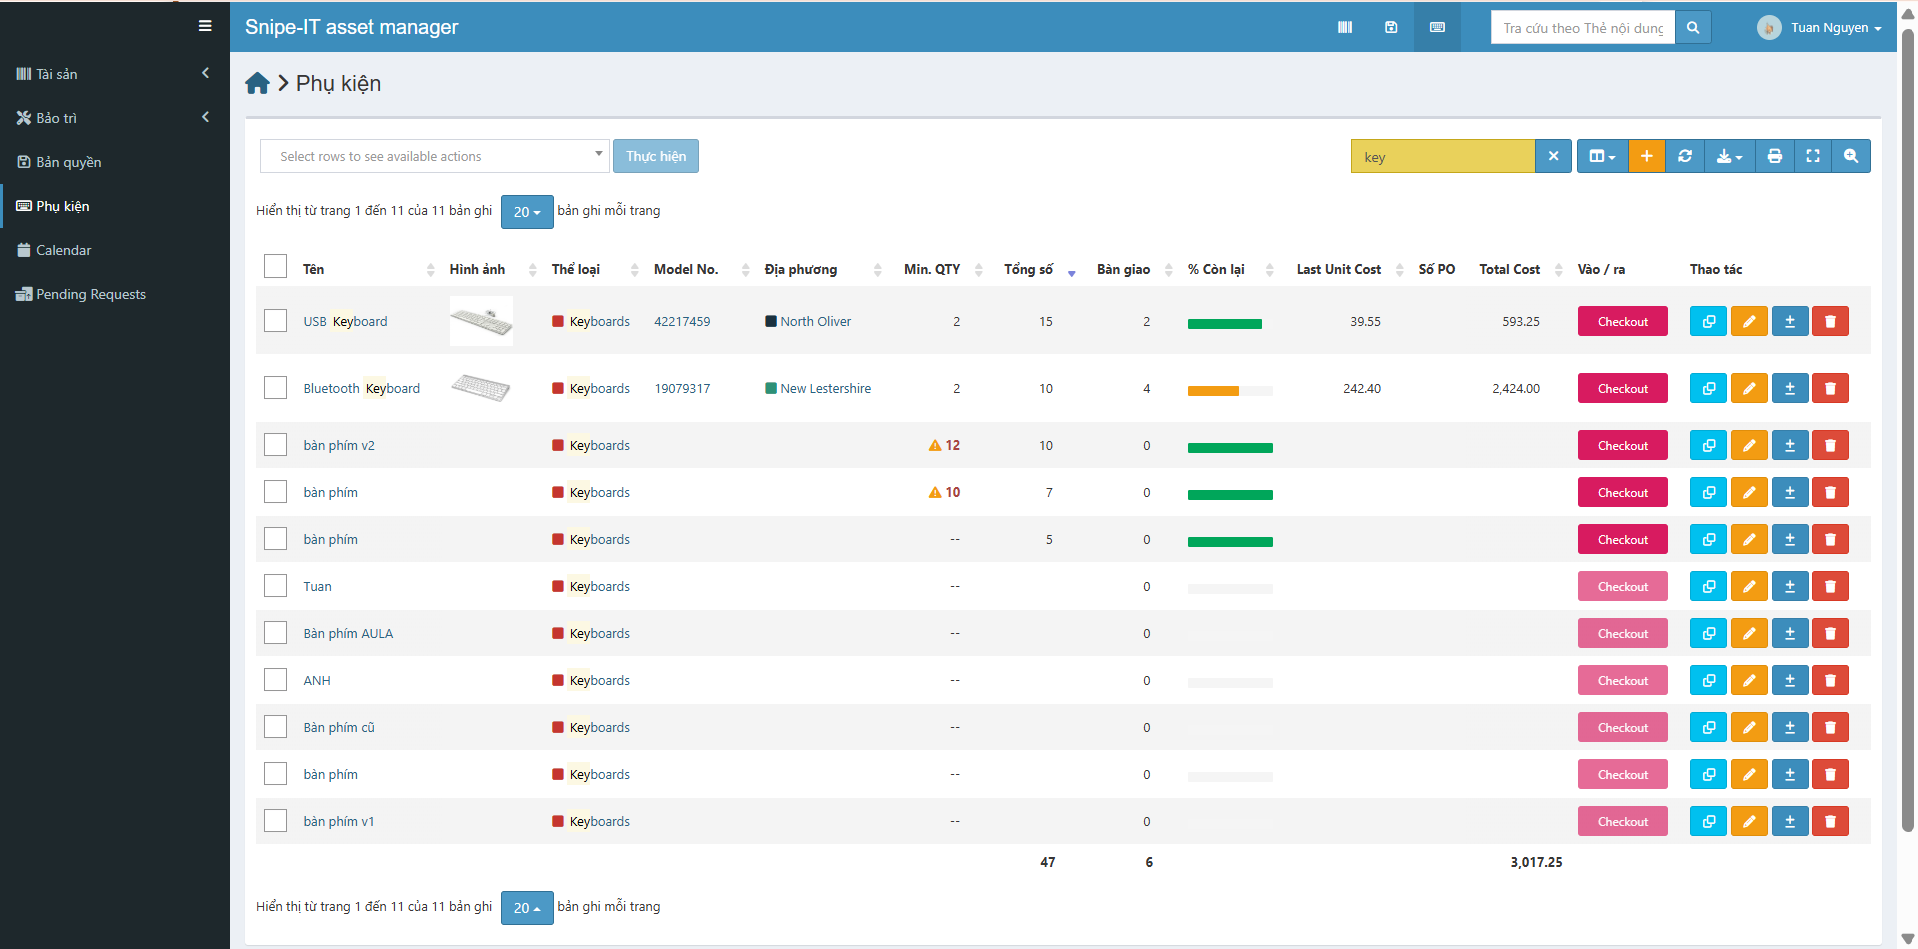 Snipe-IT asset manager
Tra cứu theo Thẻ nội dung
Tuan Nguyen
Tài sản
Bảo trì
Bản quyền
Phụ kiện
Calendar
Pending Requests
Phụ kiện
Select rows to see available actions
Thực hiện
key
Hiển thị từ trang 1 đến 11 của 11 bản ghi 20 bản ghi mỗi trang
Tên Hình ảnh Thể loại Model No. Địa phương Min. QTY Tổng số Bàn giao % Còn lại Last Unit Cost Số PO Total Cost Vào / ra Thao tác
USB Keyboard Keyboards 42217459 North Oliver 2 15 2 39.55 593.25 Checkout
Bluetooth Keyboard Keyboards 19079317 New Lestershire 2 10 4 242.40 2,424.00 Checkout
bàn phím v2 Keyboards 12 10 0 Checkout
bàn phím Keyboards 10 7 0 Checkout
bàn phím Keyboards -- 5 0 Checkout
Tuan Keyboards -- 0 Checkout
Bàn phím AULA Keyboards -- 0 Checkout
ANH Keyboards -- 0 Checkout
Bàn phím cũ Keyboards -- 0 Checkout
bàn phím Keyboards -- 0 Checkout
bàn phím v1 Keyboards -- 0 Checkout
47 6 3,017.25
Hiển thị từ trang 1 đến 11 của 11 bản ghi 20 bản ghi mỗi trang